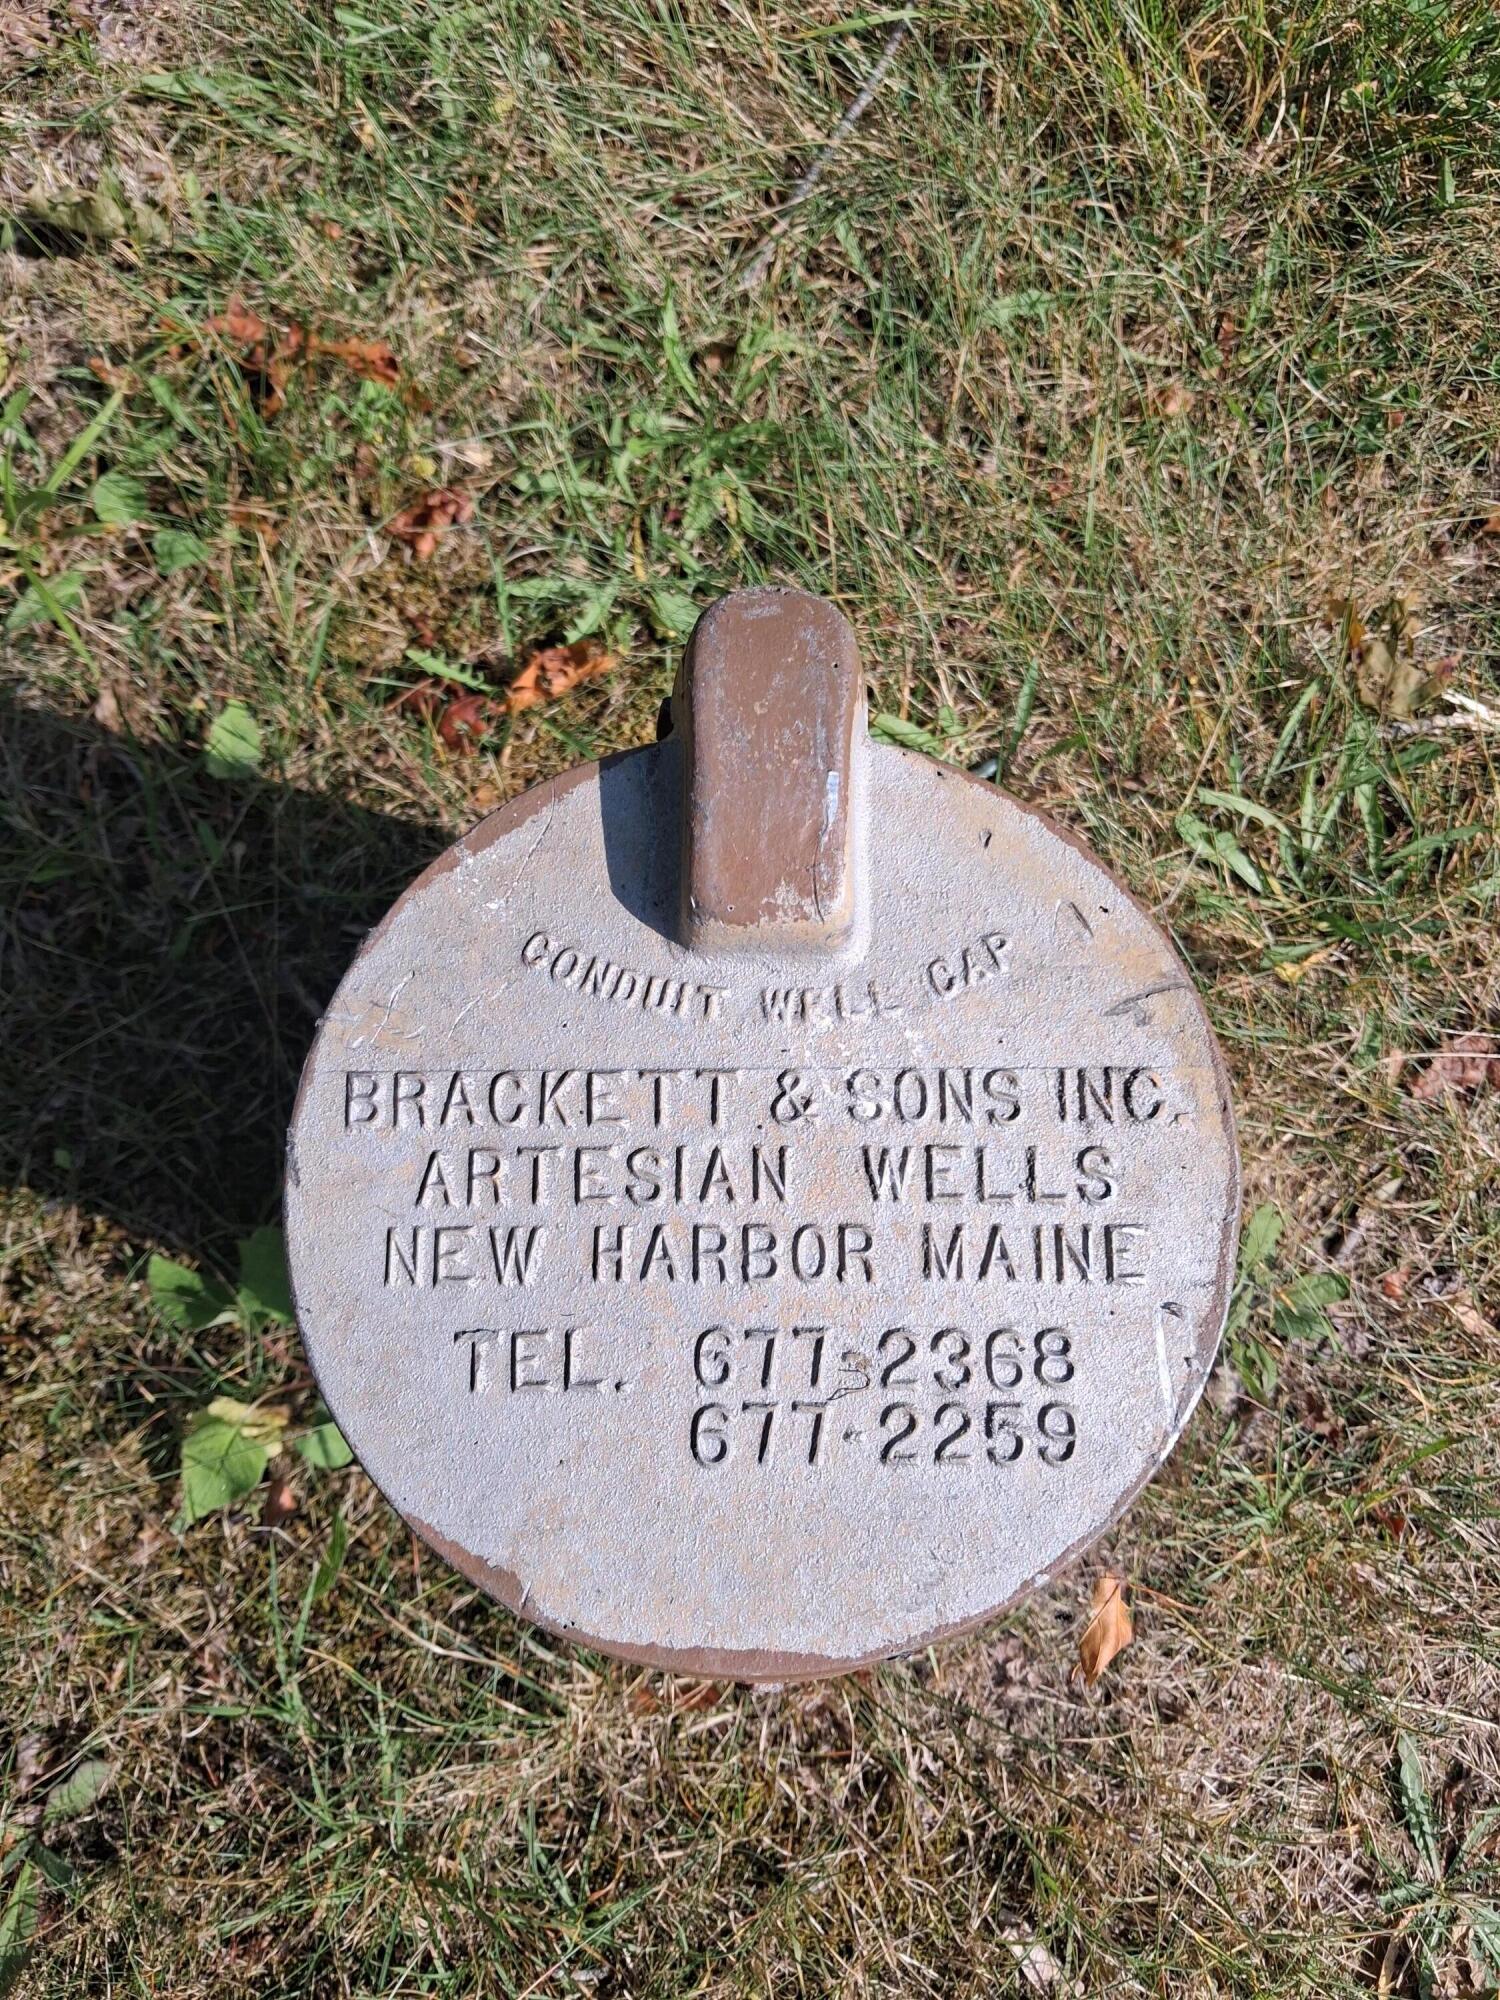 CONDUIT WELL CAP
BRACKETT & SONS INC.
ARTESIAN WELLS
NEW HARBOR MAINE
TEL. 677-2368
677-2259